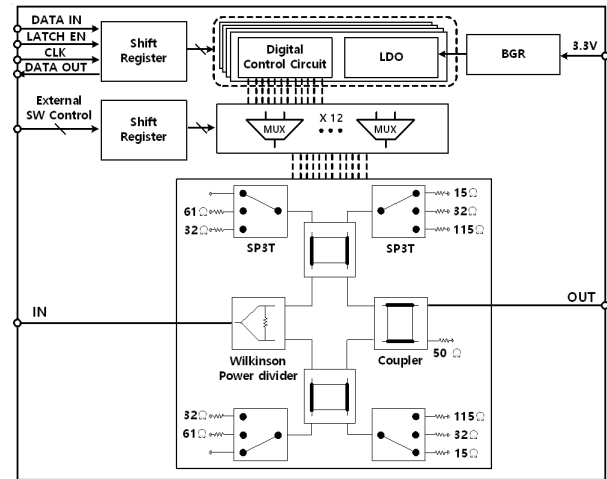 DATA IN
LATCH EN
CLK
DATA OUT
Shift
Register
Digital
Control Circuit
LDO
BGR
3.3V
External
SW Control
Shift
Register
MUX
X 12
MUX
61Ω
32Ω
SP3T
SP3T
15Ω
32Ω
115Ω
IN
OUT
Wilkinson
Power divider
Coupler
50 Ω
32Ω
61Ω
115Ω
32Ω
15Ω